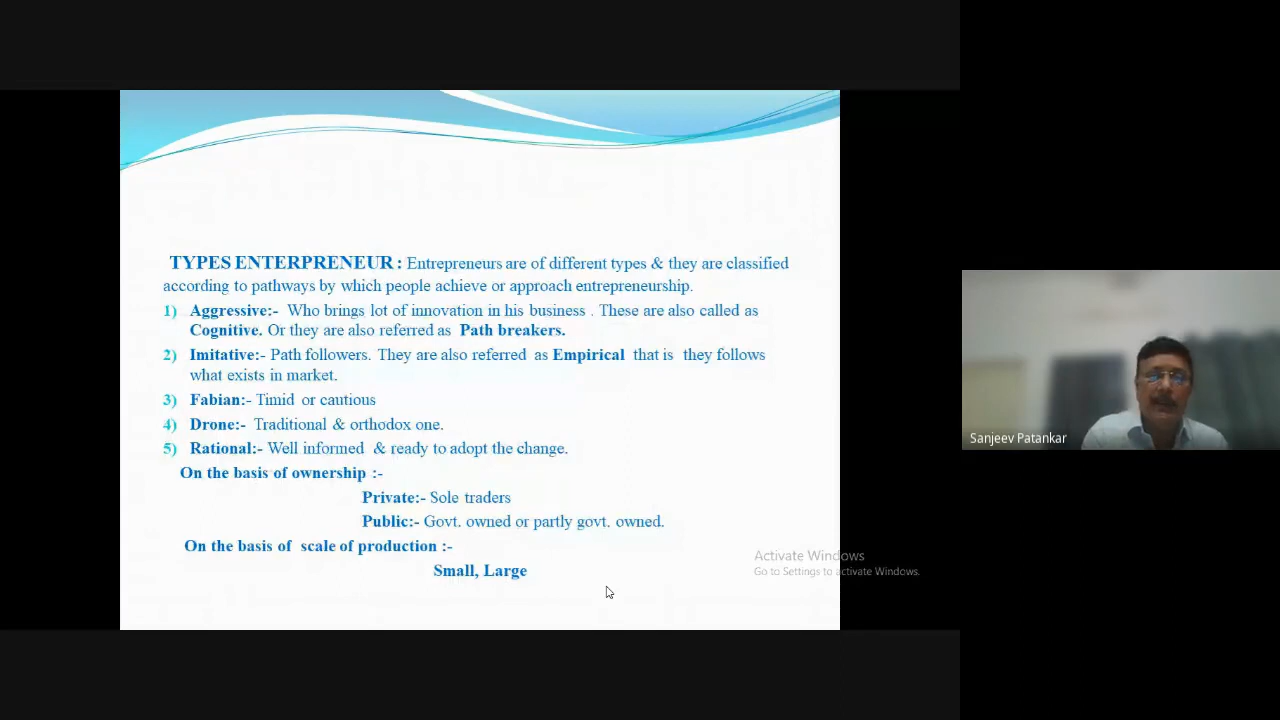 TYPES ENTERPRENEUR : Entrepreneurs are of different types & they are classified
according to pathways by which people achieve or approach entrepreneurship.
1) Aggressive:- Who brings lot of innovation in his business . These are also called as
Cognitive. Or they are also referred as Path breakers.
2) Imitative:- Path followers. They are also referred as Empirical that is they follows
what exists in market.
3) Fabian:- Timid or cautious
4) Drone:- Traditional & orthodox one.
5) Rational:- Well informed & ready to adopt the change.
On the basis of ownership :-
Private:- Sole traders
Public:- Govt. owned or partly govt. owned.
On the basis of scale of production :-
Small, Large
Activate Windows
Go to Settings to activate Windows.
Sanjeev Patankar